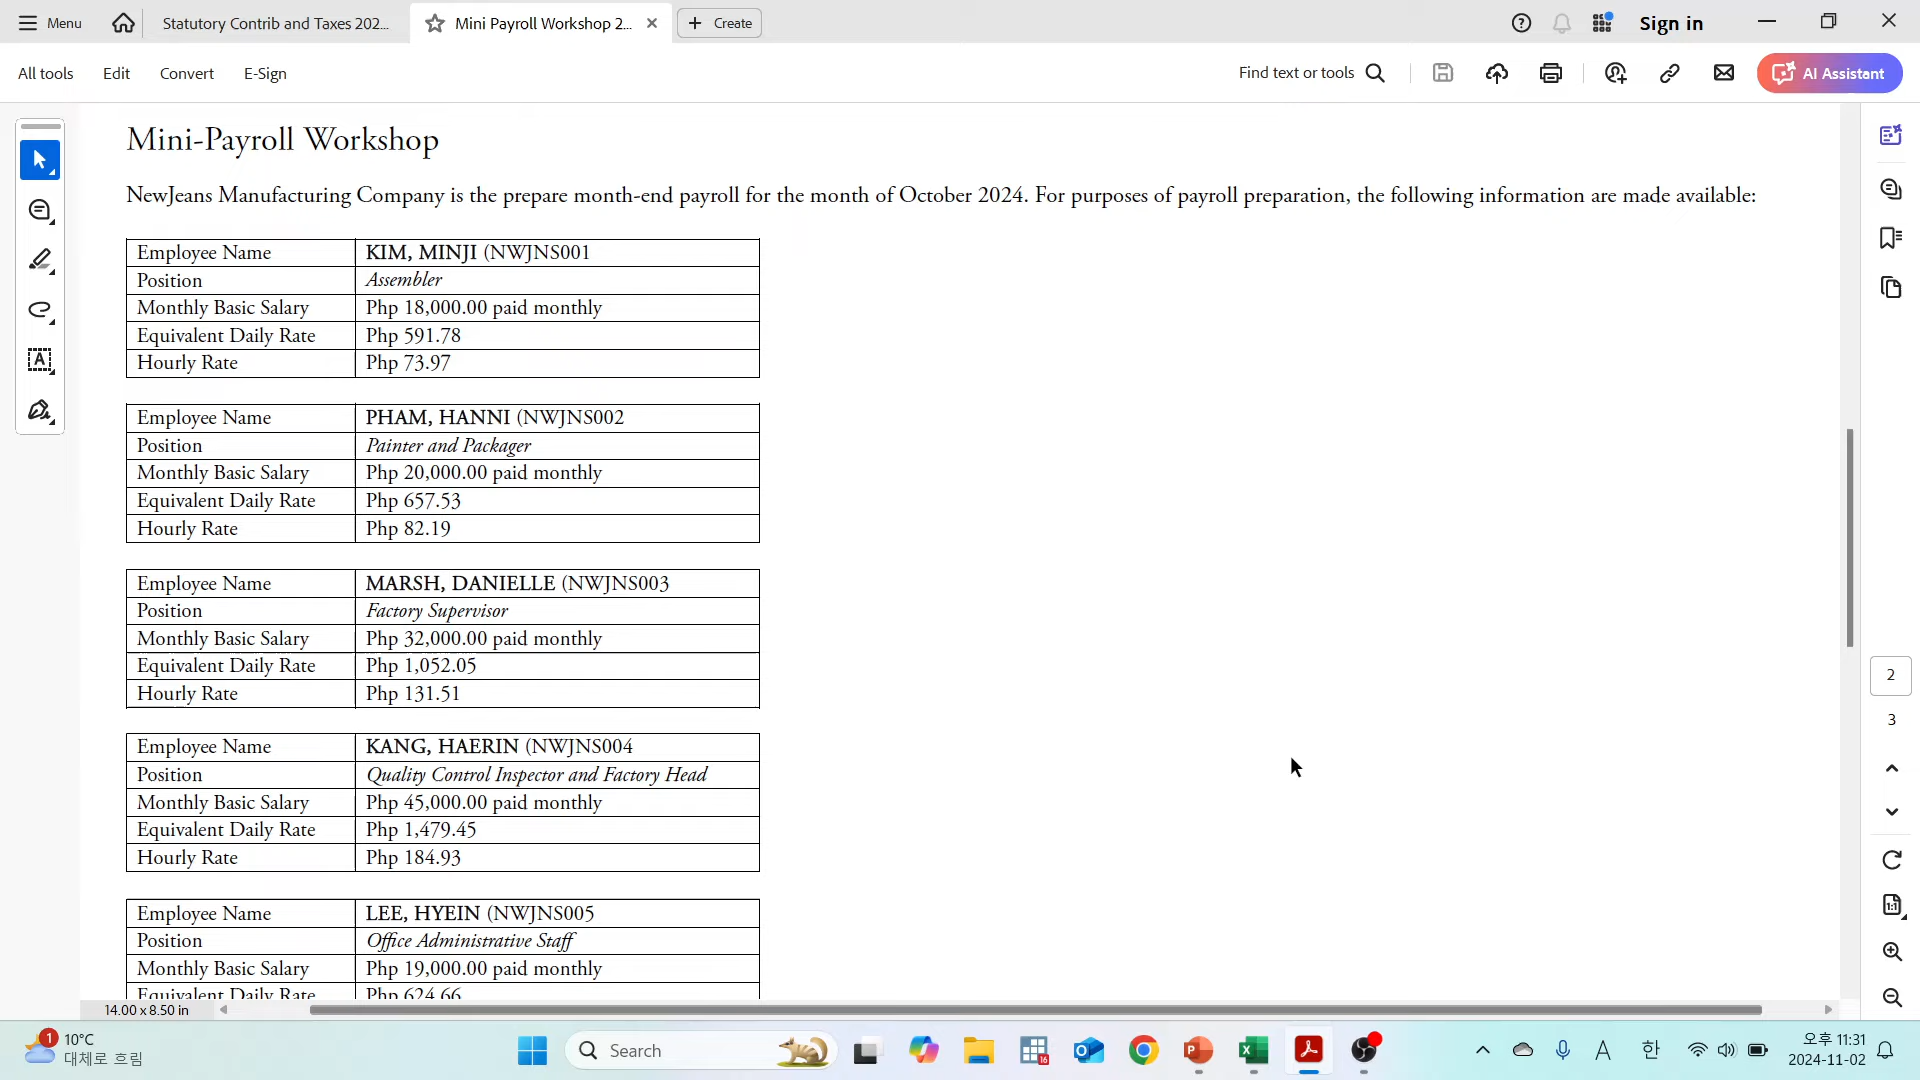 Menu
Statutory Contrib and Taxes 202...
Mini Payroll Workshop 2...
Create
Sign in
All tools
Edit
Convert
E-Sign
Find text or tools
AI Assistant
Mini-Payroll Workshop
NewJeans Manufacturing Company is the prepare month-end payroll for the month of October 2024. For purposes of payroll preparation, the following information are made available:
Employee Name KIM, MINJI (NWJNS001
Position Assembler
Monthly Basic Salary Php 18,000.00 paid monthly
Equivalent Daily Rate Php 591.78
Hourly Rate Php 73.97
Employee Name PHAM, HANNI (NWJNS002
Position Painter and Packager
Monthly Basic Salary Php 20,000.00 paid monthly
Equivalent Daily Rate Php 657.53
Hourly Rate Php 82.19
Employee Name MARSH, DANIELLE (NWJNS003
Position Factory Supervisor
Monthly Basic Salary Php 32,000.00 paid monthly
Equivalent Daily Rate Php 1,052.05
Hourly Rate Php 131.51
Employee Name KANG, HAERIN (NWJNS004
Position Quality Control Inspector and Factory Head
Monthly Basic Salary Php 45,000.00 paid monthly
Equivalent Daily Rate Php 1,479.45
Hourly Rate Php 184.93
Employee Name LEE, HYEIN (NWJNS005
Position Office Administrative Staff
Monthly Basic Salary Php 19,000.00 paid monthly
Equivalent Daily Rate Php 624.66
2
3
14.00 x 8.50 in
1
10°C
대체로 흐림
Search
16
A
한
오후 11:31
2024-11-02